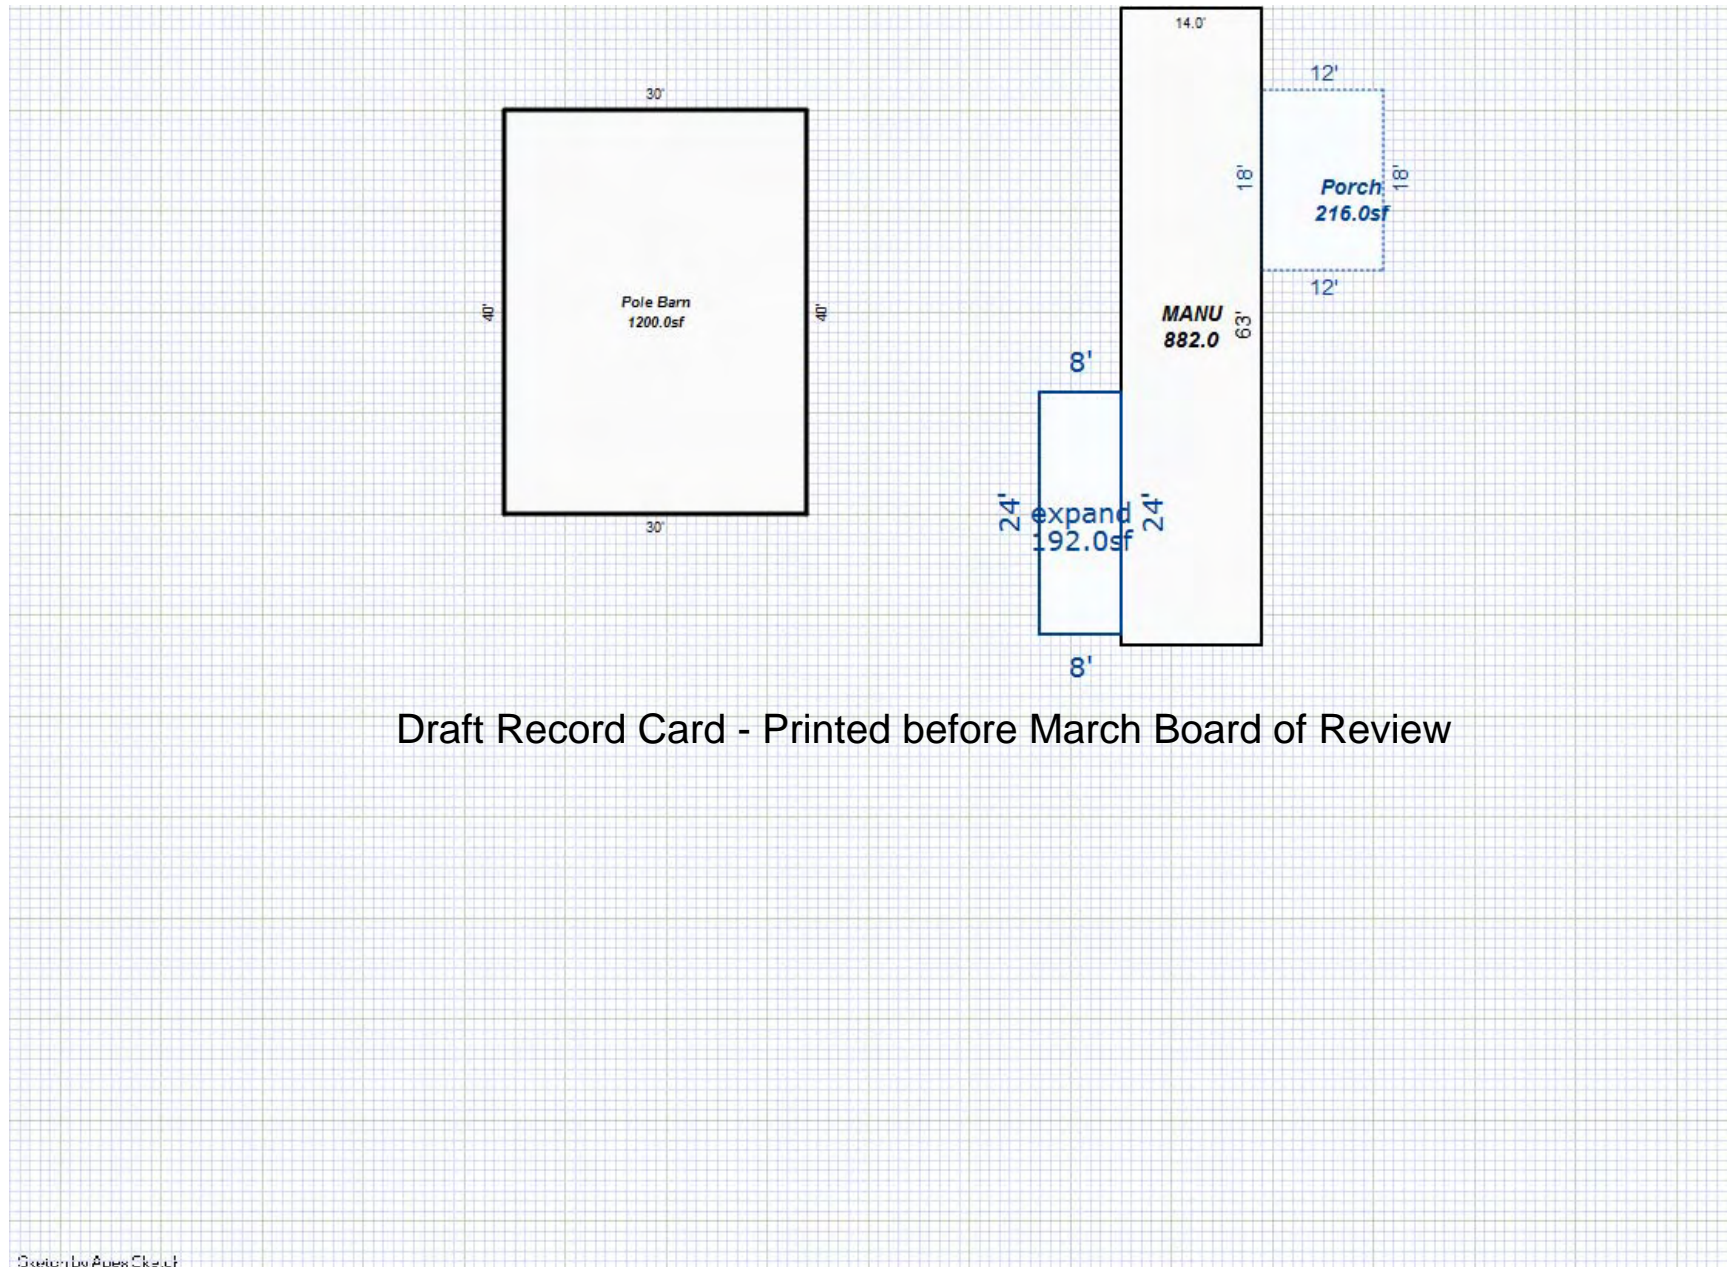 14.0'
12'
30'
18'
Porch
216.0sf
18'
12'
40'
Pole Barn
1200.0sf
40'
MANU
882.0
63'
8'
24'
expand
192.0sf
24'
30'
8'
Draft Record Card - Printed before March Board of Review
Sketch by Apex Sketch